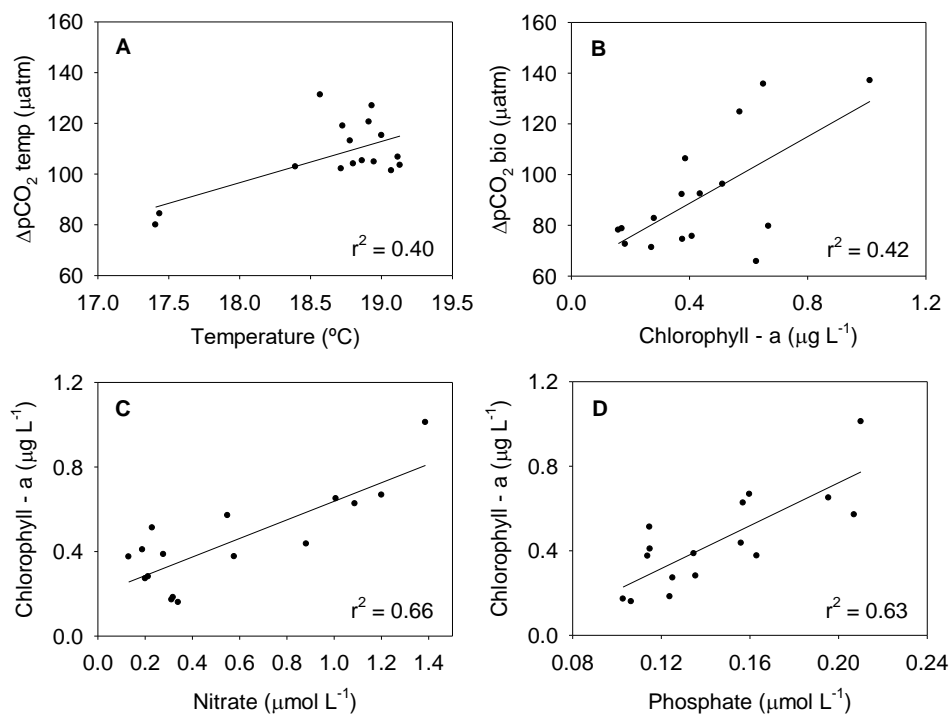 A
ΔpCO₂ temp (μatm)
160
140
120
100
80
60
17.0 17.5 18.0 18.5 19.0 19.5
Temperature (ºC)
r² = 0.40
B
ΔpCO₂ bio (μatm)
160
140
120
100
80
60
0.0 0.4 0.8 1.2
Chlorophyll - a (μg L⁻¹)
r² = 0.42
C
Chlorophyll - a (μg L⁻¹)
1.2
0.8
0.4
0.0
0.0 0.2 0.4 0.6 0.8 1.0 1.2 1.4
Nitrate (μmol L⁻¹)
r² = 0.66
D
Chlorophyll - a (μg L⁻¹)
1.2
0.8
0.4
0.0
0.08 0.12 0.16 0.20 0.24
Phosphate (μmol L⁻¹)
r² = 0.63